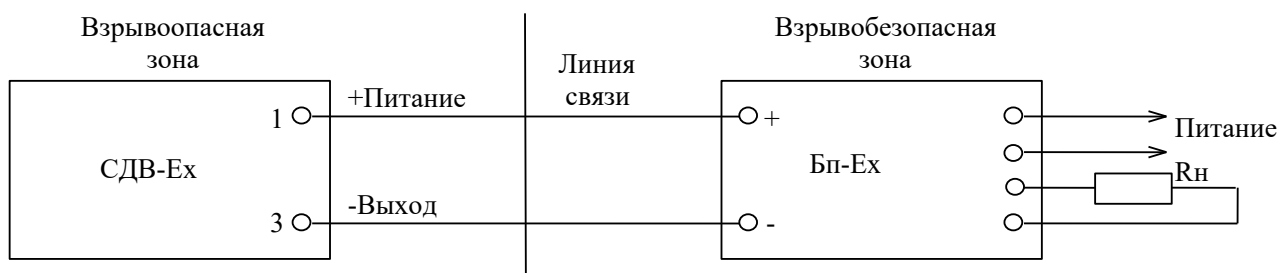 Взрывоопасная
зона
Взрывобезопасная
зона
Линия
связи
+Питание
1
+
Питание
СДВ-Ex
Бп-Ex
Rн
-Выход
3
-